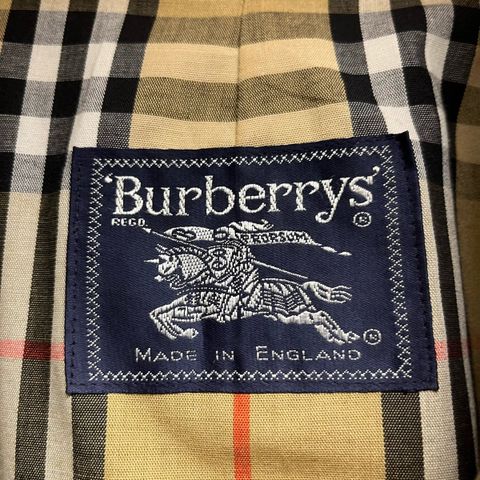 'Burberrys'
REGD. ®
PRORSUM
®
MADE IN ENGLAND